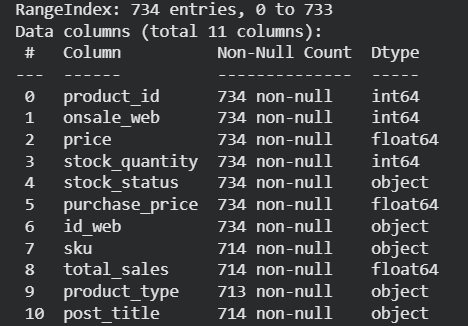 RangeIndex: 734 entries, 0 to 733
Data columns (total 11 columns):
 #   Column          Non-Null Count  Dtype
---  ------          --------------  -----
 0   product_id      734 non-null    int64
 1   onsale_web      734 non-null    int64
 2   price           734 non-null    float64
 3   stock_quantity  734 non-null    int64
 4   stock_status    734 non-null    object
 5   purchase_price  734 non-null    float64
 6   id_web          734 non-null    object
 7   sku             714 non-null    object
 8   total_sales     714 non-null    float64
 9   product_type    713 non-null    object
 10  post_title      714 non-null    object